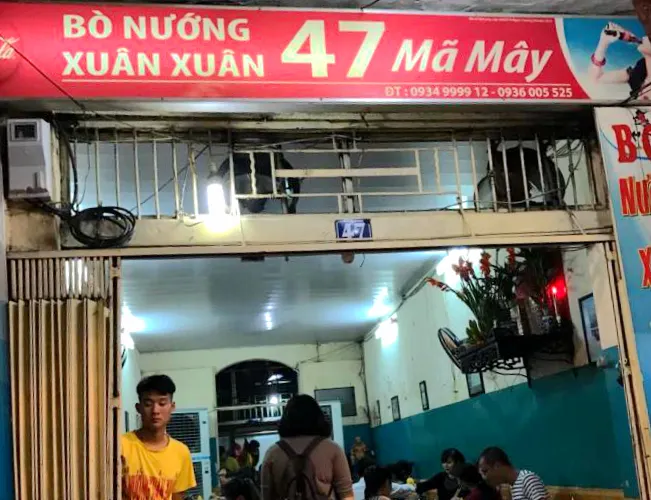 BÒ NƯỚNG
XUÂN XUÂN
47 Mã Mây
ĐT : 0934 9999 12 - 0936 005 525
47